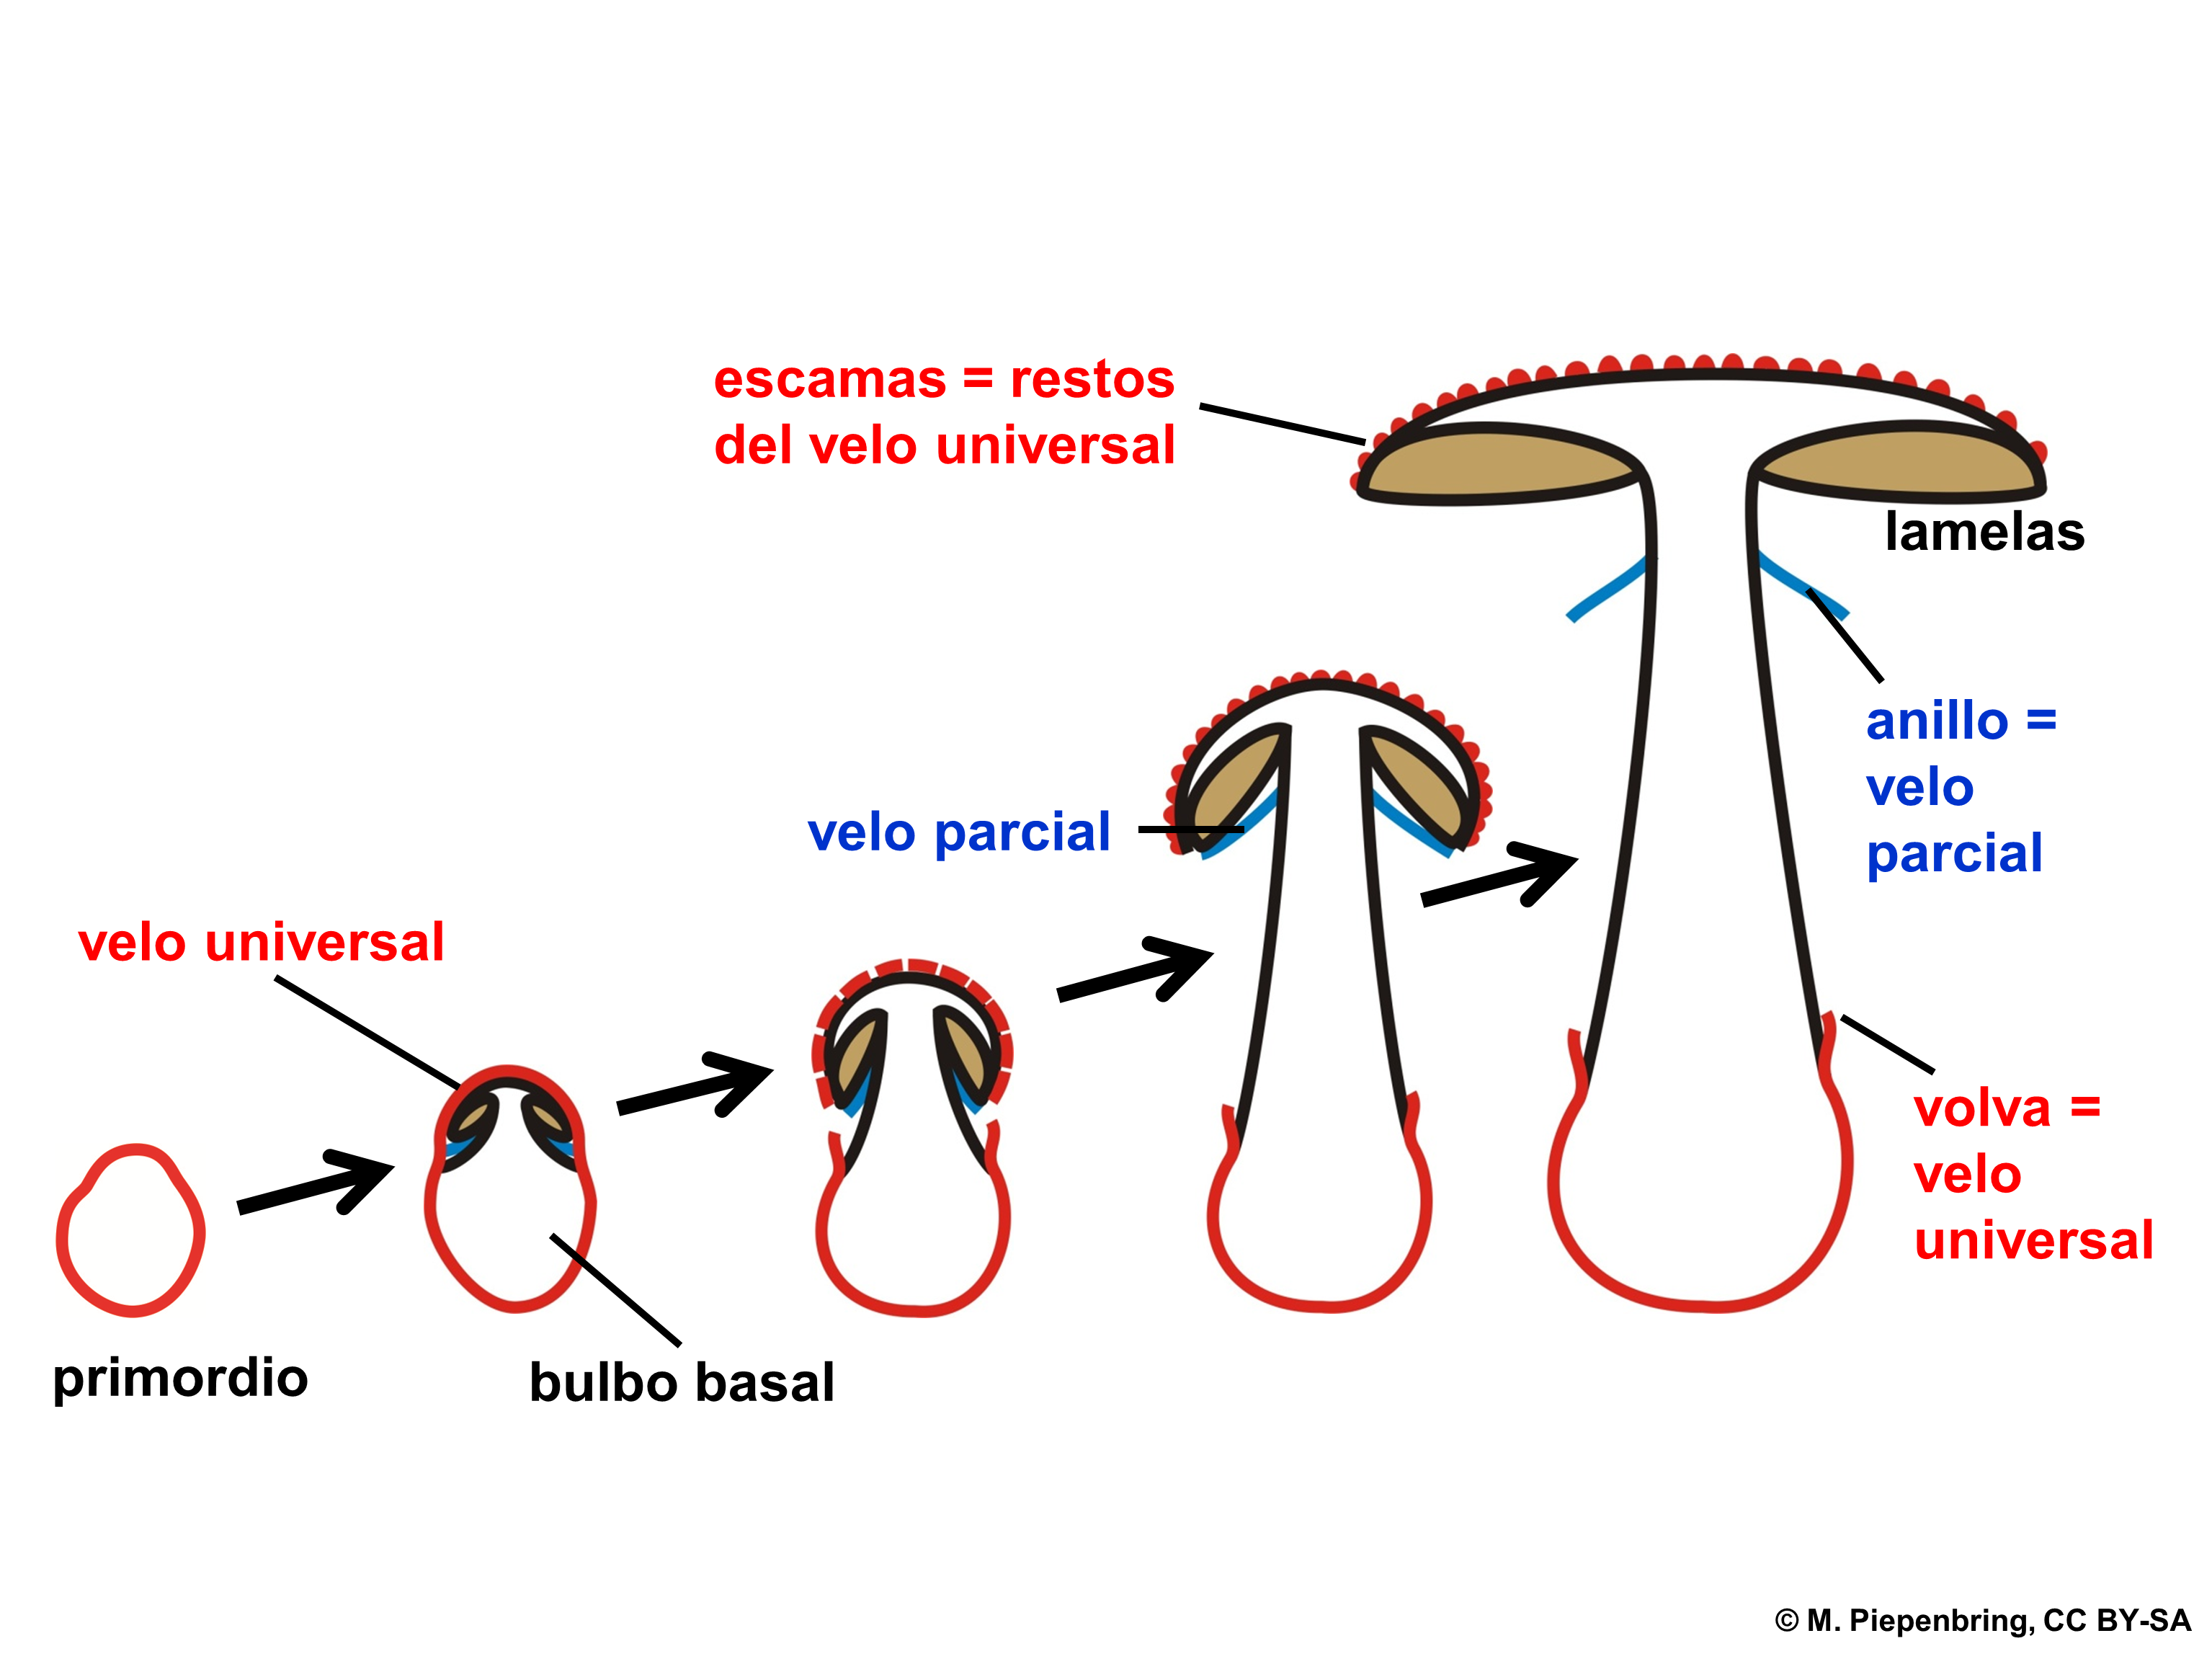 escamas = restos
del velo universal
lamelas
anillo =
velo
parcial
velo parcial
velo universal
volva =
velo
universal
primordio
bulbo basal
© M. Piepenbring, CC BY-SA